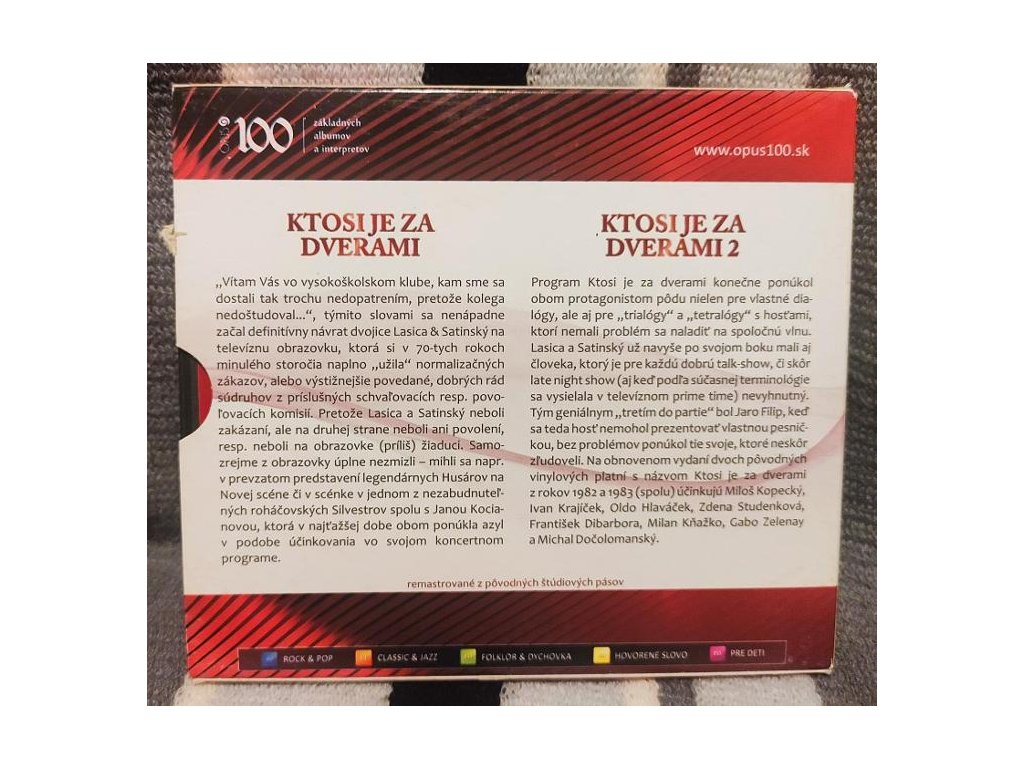 OPUS 100
základných
albumov
a interpretov
www.opus100.sk
KTOSI JE ZA
DVERAMI
„Vítam Vás vo vysokoškolskom klube, kam sme sa
dostali tak trochu nedopatrením, pretože kolega
nedoštudoval...“, týmito slovami sa nenápadne
začal definitívny návrat dvojice Lasica & Satinský na
televíznu obrazovku, ktorá si v 70-tych rokoch
minulého storočia naplno „užila“ normalizačných
zákazov, alebo výstižnejšie povedané, dobrých rád
súdruhov z príslušných schvaľovacích resp. povo-
ľovacích komisií. Pretože Lasica a Satinský neboli
zakázaní, ale na druhej strane neboli ani povolení,
resp. neboli na obrazovke (príliš) žiaduci. Samo-
zrejme z obrazovky úplne nezmizli – mihli sa napr.
v prevzatom predstavení legendárnych Husárov na
Novej scéne či v scénke v jednom z nezabudnuteľ-
ných roháčovských Silvestrov spolu s Janou Kocia-
novou, ktorá v najťažšej dobe obom ponúkla azyl
v podobe účinkovania vo svojom koncertnom
programe.
KTOSI JE ZA
DVERAMI 2
Program Ktosi je za dverami konečne ponúkol
obom protagonistom pôdu nielen pre vlastné dia-
lógy, ale aj pre „trialógy“ a „tetralógy“ s hosťami,
ktorí nemali problém sa naladiť na spoločnú vlnu.
Lasica a Satinský už navyše po svojom boku mali aj
človeka, ktorý je pre každú dobrú talk-show, či skôr
late night show (aj keď podľa súčasnej terminológie
sa vysielala v televíznom prime time) nevyhnutný.
Tým geniálnym „tretím do partie“ bol Jaro Filip, keď
sa teda hosť nemohol prezentovať vlastnou pesnič-
kou, bez problémov ponúkol tie svoje, ktoré neskôr
zľudoveli. Na obnovenom vydaní dvoch pôvodných
vinylových platní s názvom Ktosi je za dverami
z rokov 1982 a 1983 (spolu) účinkujú Miloš Kopecký,
Ivan Krajíček, Oldo Hlaváček, Zdena Studenková,
František Dibarbora, Milan Kňažko, Gabo Zelenay
a Michal Dočolomanský.
remastrované z pôvodných štúdiových pásov
ROCK & POP CLASSIC & JAZZ FOLKLÓR & DYCHOVKA HOVORENÉ SLOVO PRE DETI